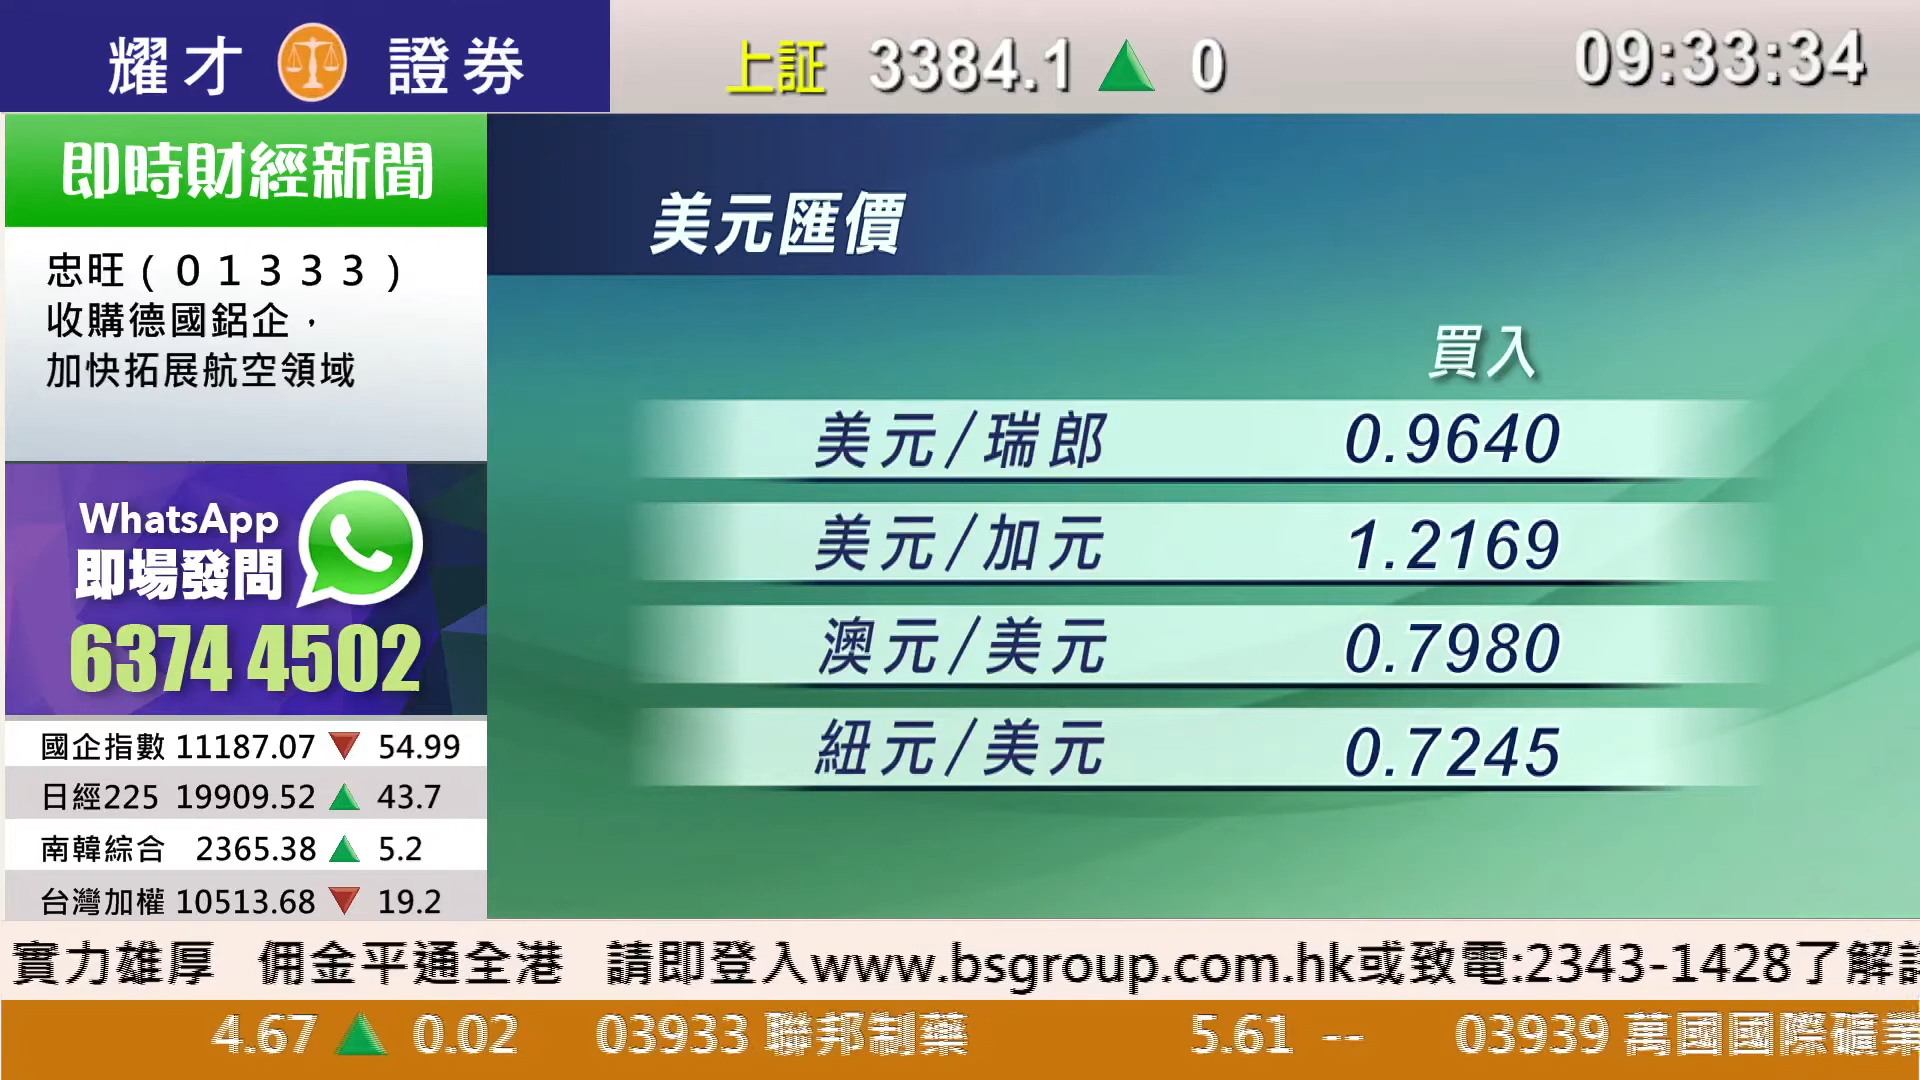 耀才 證券
上証 3384.1 ▲ 0
09:33:34
即時財經新聞
忠旺(01333)
收購德國鋁企，
加快拓展航空領域
WhatsApp
即場發問
6374 4502
國企指數 11187.07 ▼ 54.99
日經225 19909.52 ▲ 43.7
南韓綜合 2365.38 ▲ 5.2
台灣加權 10513.68 ▼ 19.2
美元匯價
買入
美元/瑞郎 0.9640
美元/加元 1.2169
澳元/美元 0.7980
紐元/美元 0.7245
實力雄厚 佣金平通全港 請即登入www.bsgroup.com.hk或致電:2343-1428了解
4.67 ▲ 0.02 03933 聯邦制藥 5.61 -- 03939 萬國國際礦業